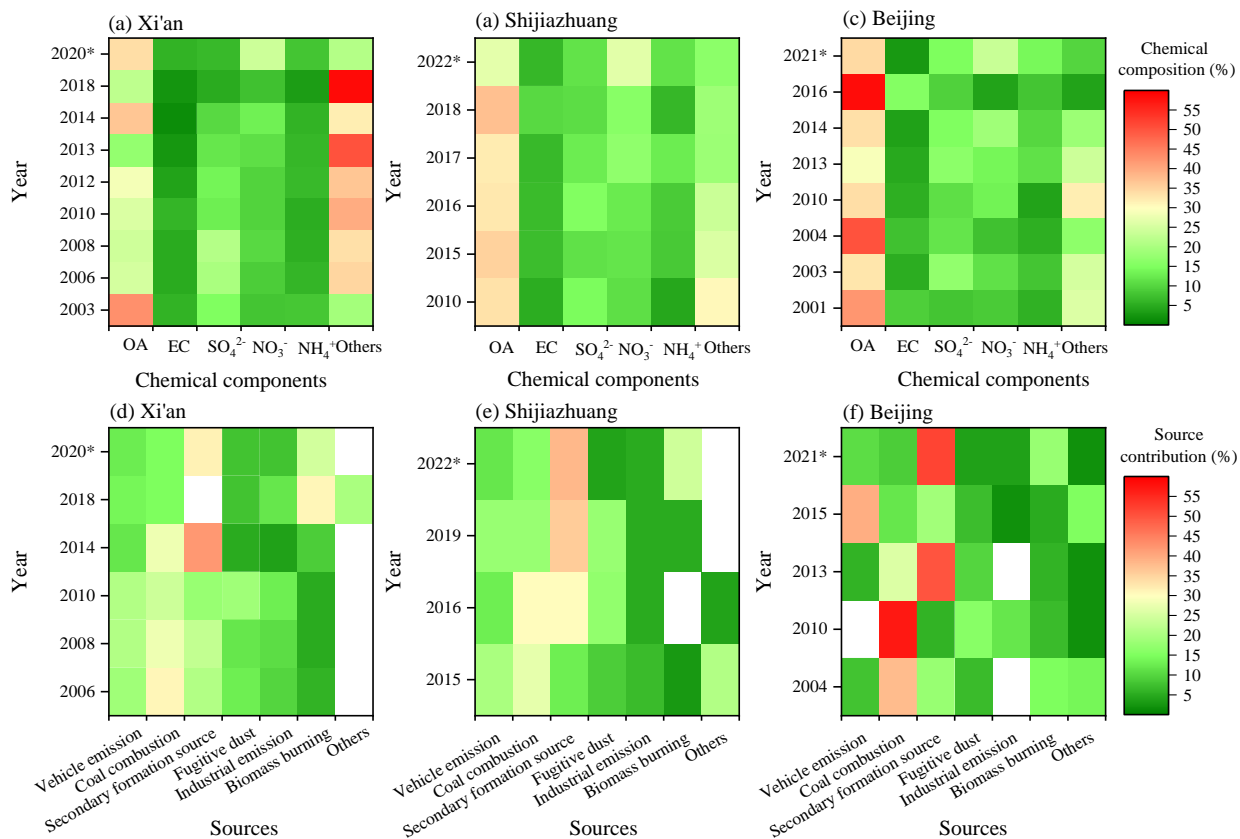 (a) Xi'an
2020*
2018
2014
2013
2012
2010
2008
2006
2003
Year
OA EC SO₄²⁻ NO₃⁻ NH₄⁺ Others
Chemical components
(a) Shijiazhuang
2022*
2018
2017
2016
2015
2010
Year
OA EC SO₄²⁻ NO₃⁻ NH₄⁺ Others
Chemical components
(c) Beijing
2021*
2016
2014
2013
2010
2004
2003
2001
Year
OA EC SO₄²⁻ NO₃⁻ NH₄⁺ Others
Chemical components
Chemical
composition (%)
55
50
45
40
35
30
25
20
15
10
5
(d) Xi'an
2020*
2018
2014
2010
2008
2006
Year
Vehicle emission
Coal combustion
Secondary formation source
Fugitive dust
Industrial emission
Biomass burning
Others
Sources
(e) Shijiazhuang
2022*
2019
2016
2015
Year
Vehicle emission
Coal combustion
Secondary formation source
Fugitive dust
Industrial emission
Biomass burning
Others
Sources
(f) Beijing
2021*
2015
2013
2010
2004
Year
Vehicle emission
Coal combustion
Secondary formation source
Fugitive dust
Industrial emission
Biomass burning
Others
Sources
Source
contribution (%)
55
50
45
40
35
30
25
20
15
10
5